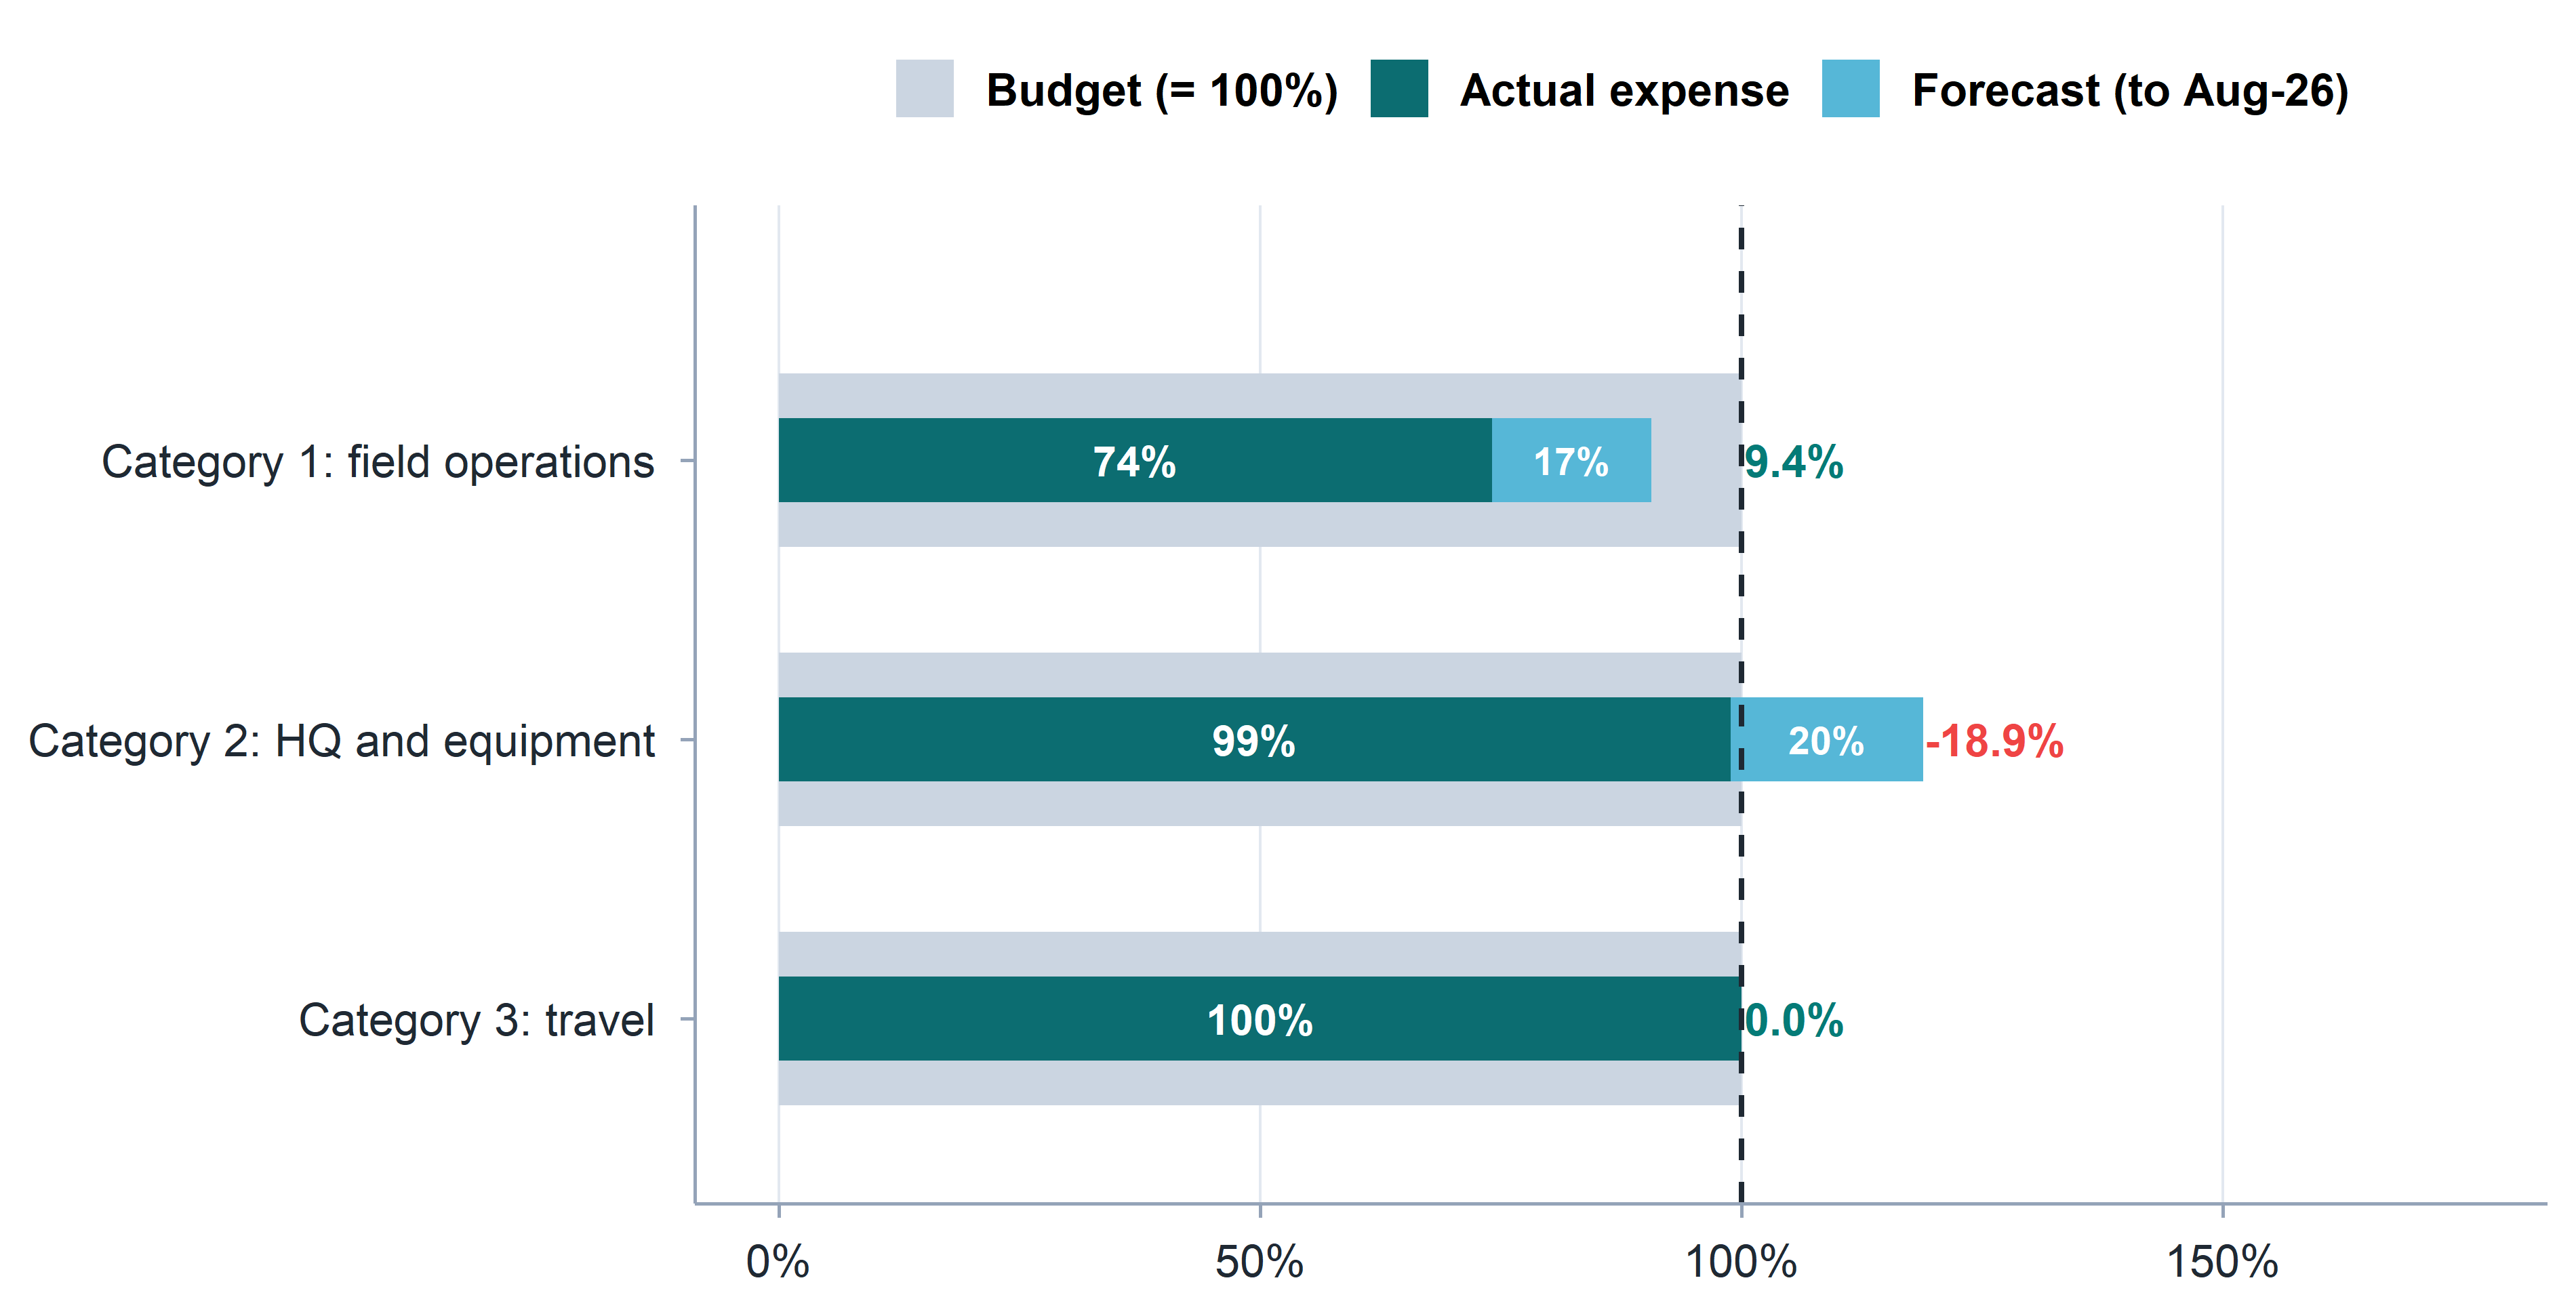 Budget (= 100%) Actual expense Forecast (to Aug-26)
Category 1: field operations 74% 17% 9.4%
Category 2: HQ and equipment 99% 20% -18.9%
Category 3: travel 100% 0.0%
0% 50% 100% 150%